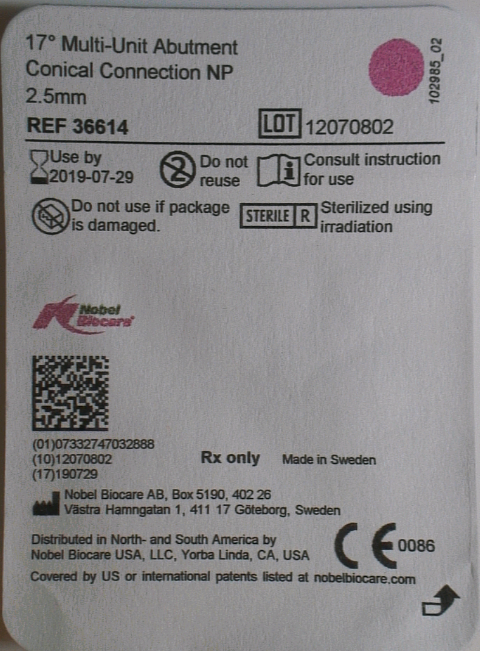 17° Multi-Unit Abutment
Conical Connection NP
2.5mm
102985_02
REF 36614
LOT 12070802
Use by
2019-07-29
2
Do not
reuse
Consult instruction
for use
Do not use if package
is damaged.
STERILE R
Sterilized using
irradiation
Nobel
Biocare®
(01)07332747032888
(10)12070802
(17)190729
Rx only
Made in Sweden
Nobel Biocare AB, Box 5190, 402 26
Västra Hamngatan 1, 411 17 Göteborg, Sweden
Distributed in North- and South America by
Nobel Biocare USA, LLC, Yorba Linda, CA, USA
CE 0086
Covered by US or international patents listed at nobelbiocare.com